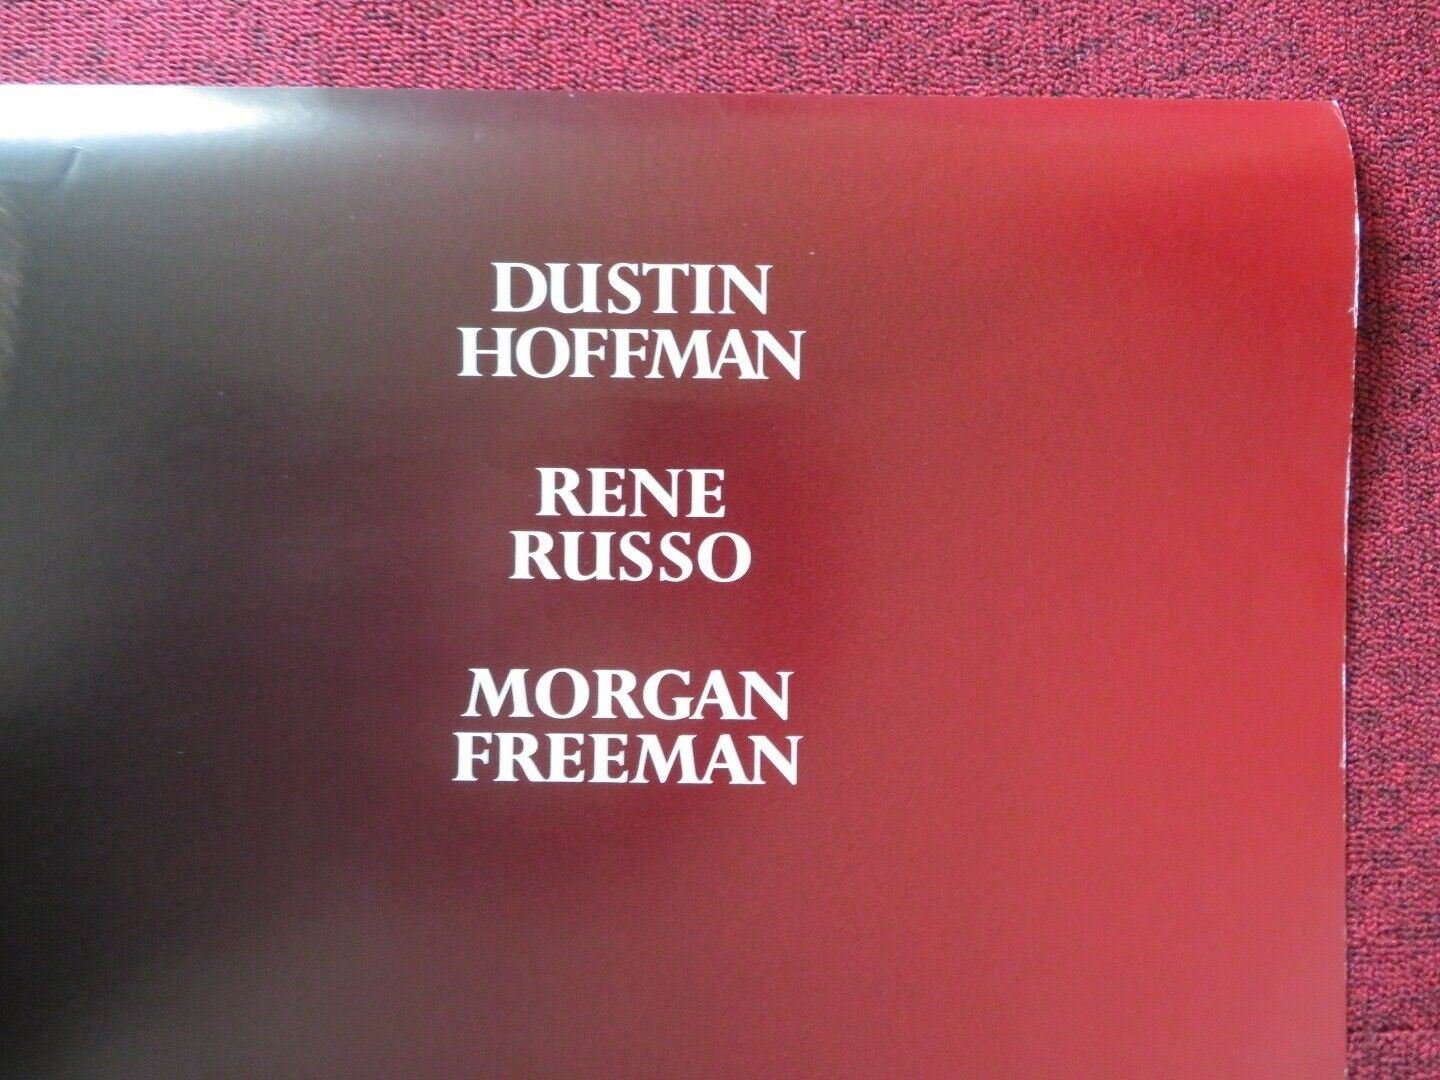 DUSTIN
HOFFMAN
RENE
RUSSO
MORGAN
FREEMAN